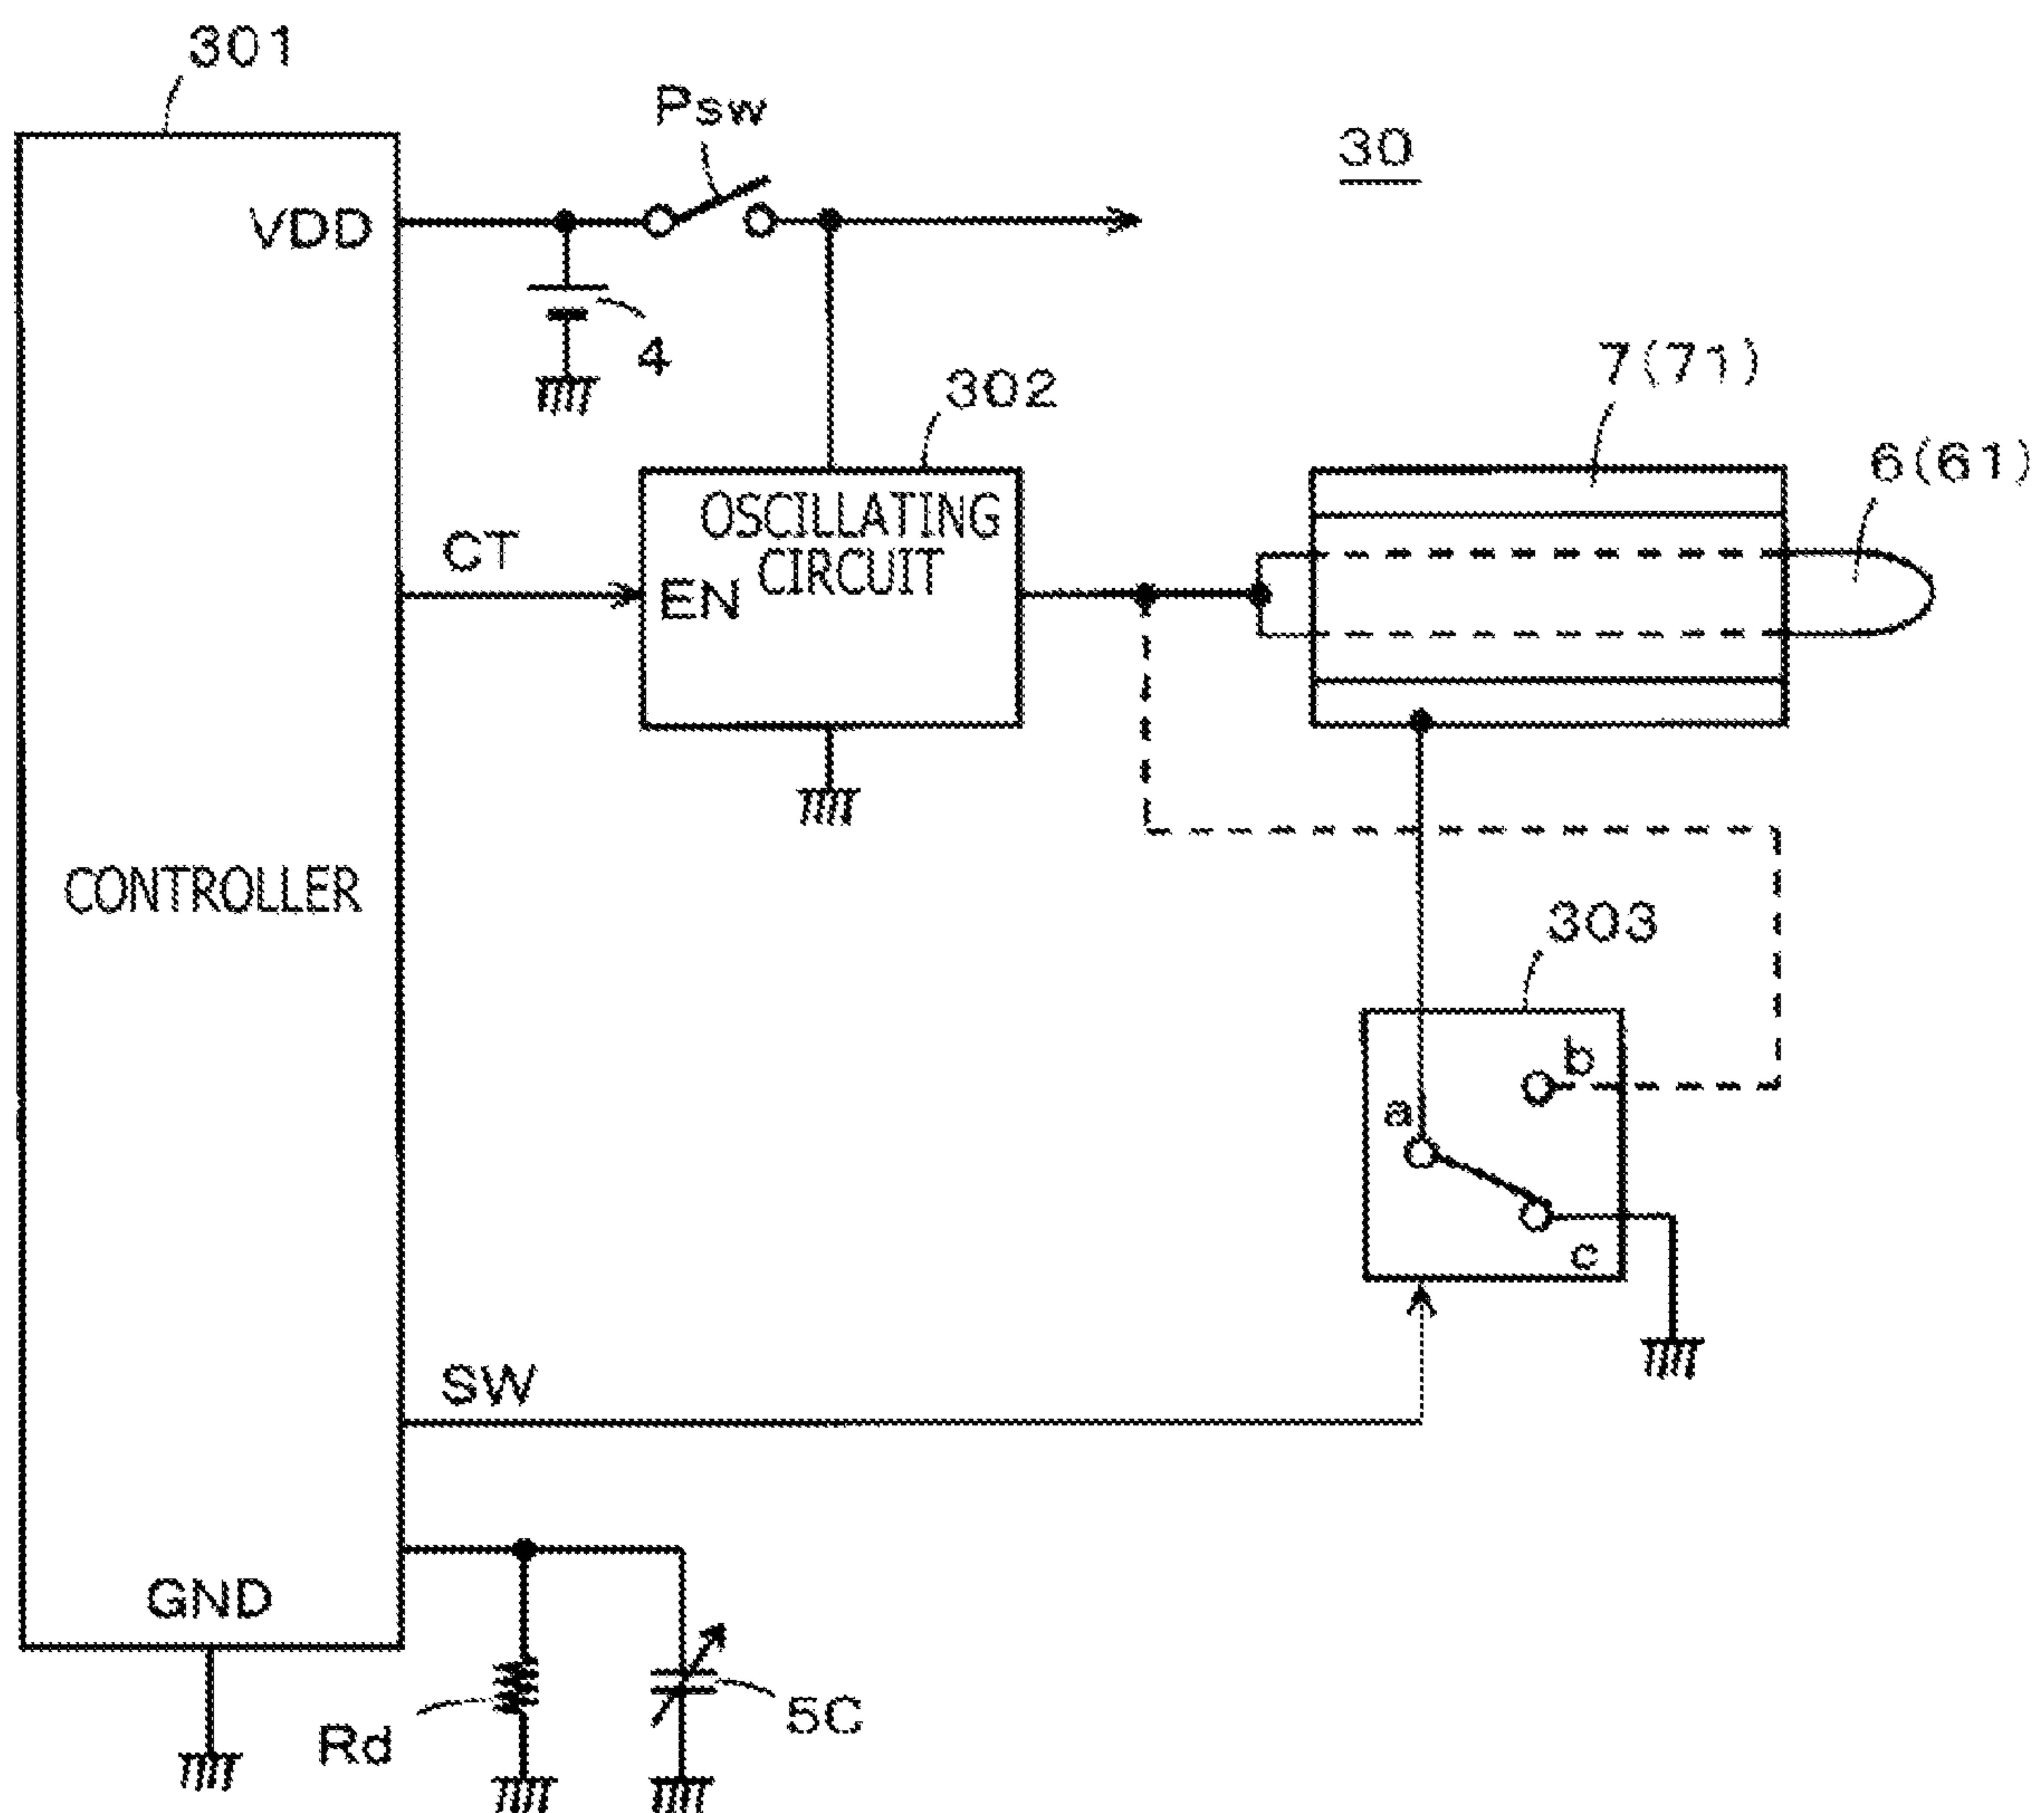 301
Psw
30
VDD
4
302
7(71)
6(61)
OSCILLATING
CIRCUIT
CT
EN
CONTROLLER
303
b
a
c
SW
GND
Rd
5C